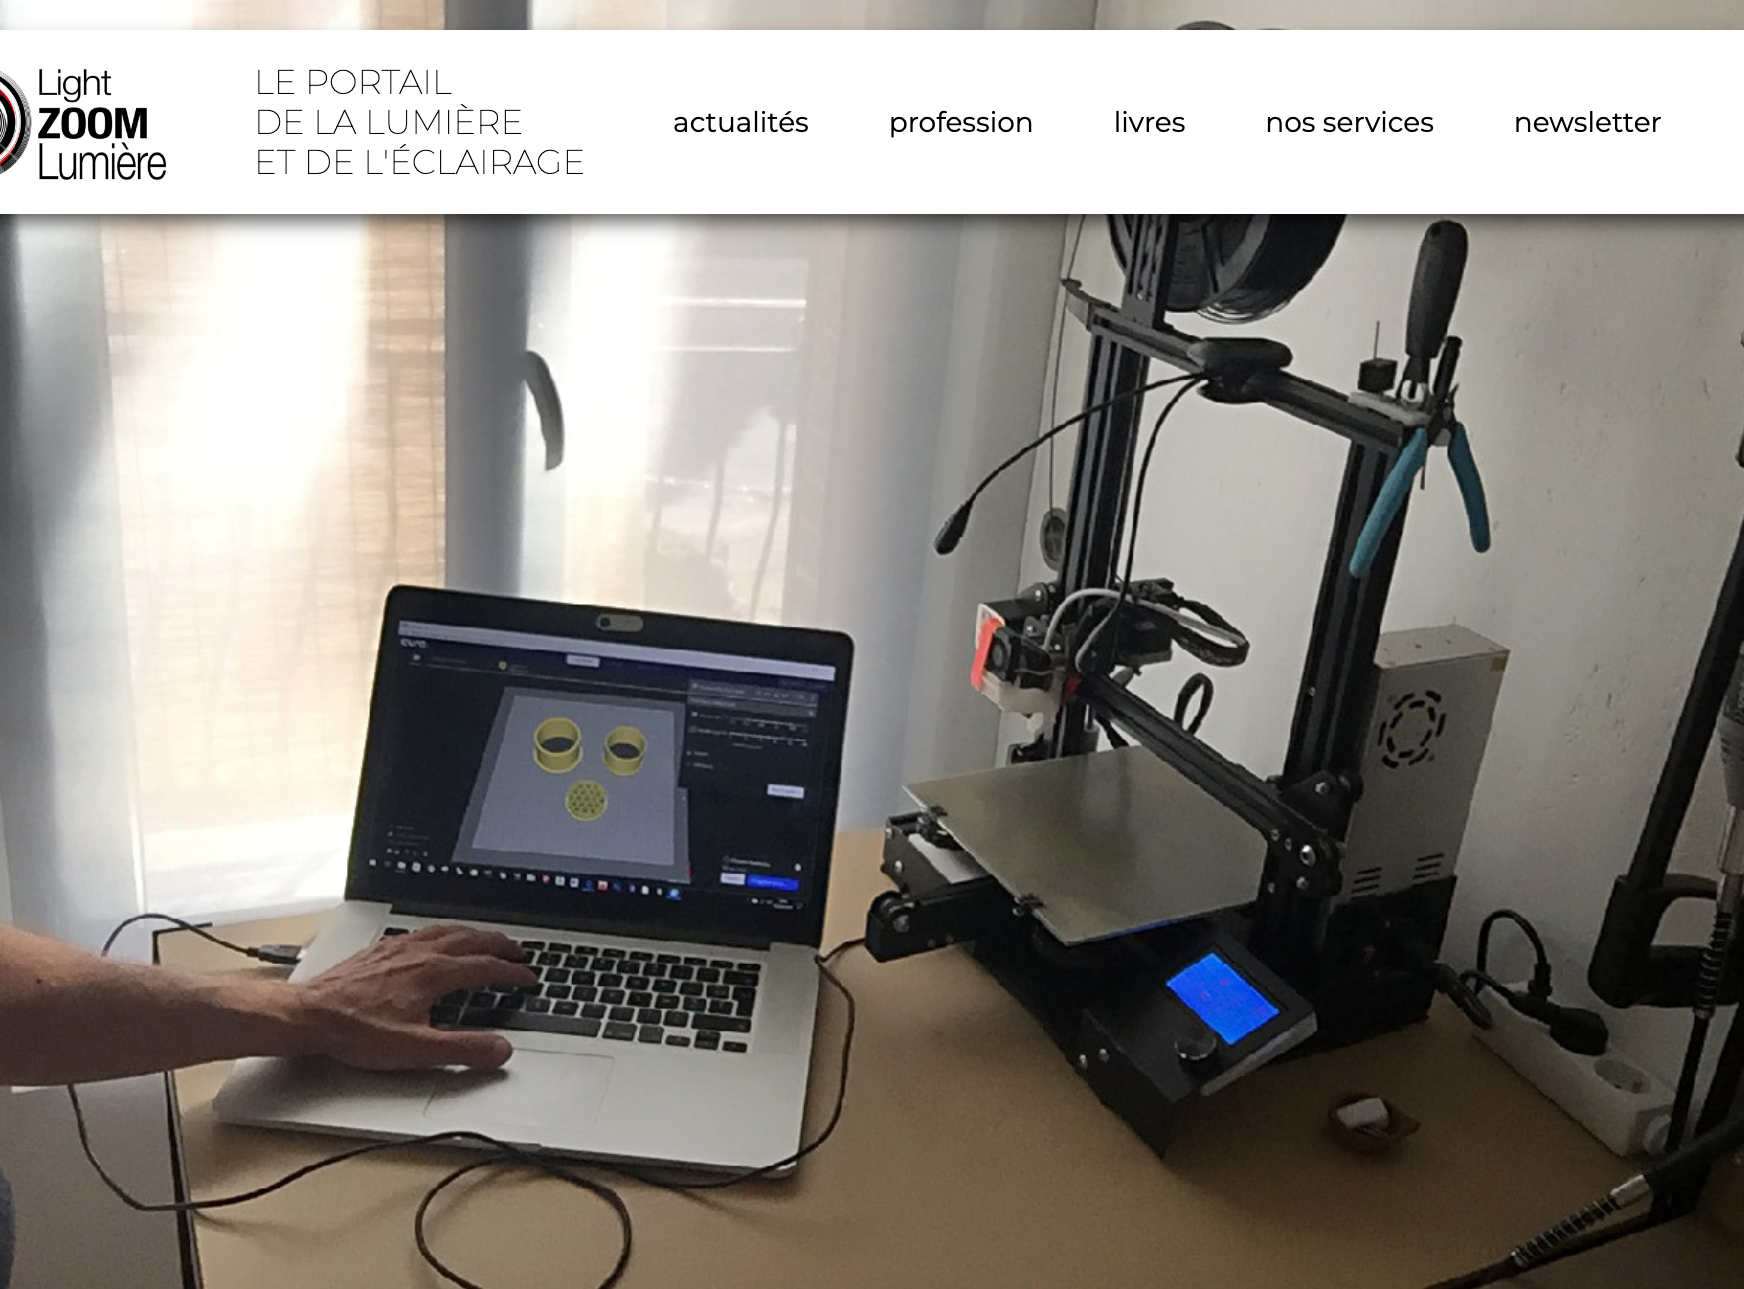 Light
ZOOM
Lumière
LE PORTAIL
DE LA LUMIÈRE
ET DE L'ÉCLAIRAGE
actualités
profession
livres
nos services
newsletter